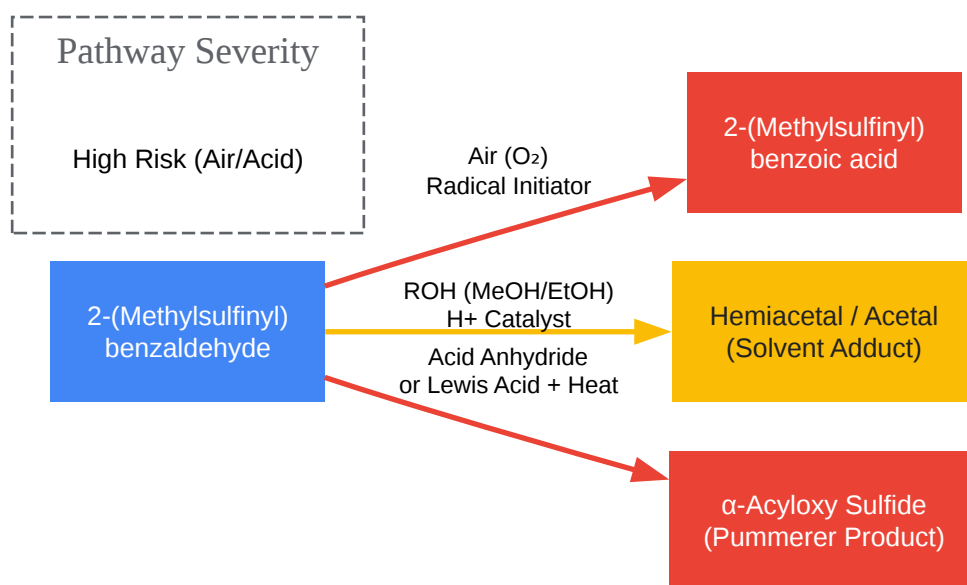 Pathway Severity
High Risk (Air/Acid)
Air (O₂)
Radical Initiator
2-(Methylsulfinyl)
benzoic acid
2-(Methylsulfinyl)
benzaldehyde
ROH (MeOH/EtOH)
H+ Catalyst
Hemiacetal / Acetal
(Solvent Adduct)
Acid Anhydride
or Lewis Acid + Heat
α-Acyloxy Sulfide
(Pummerer Product)